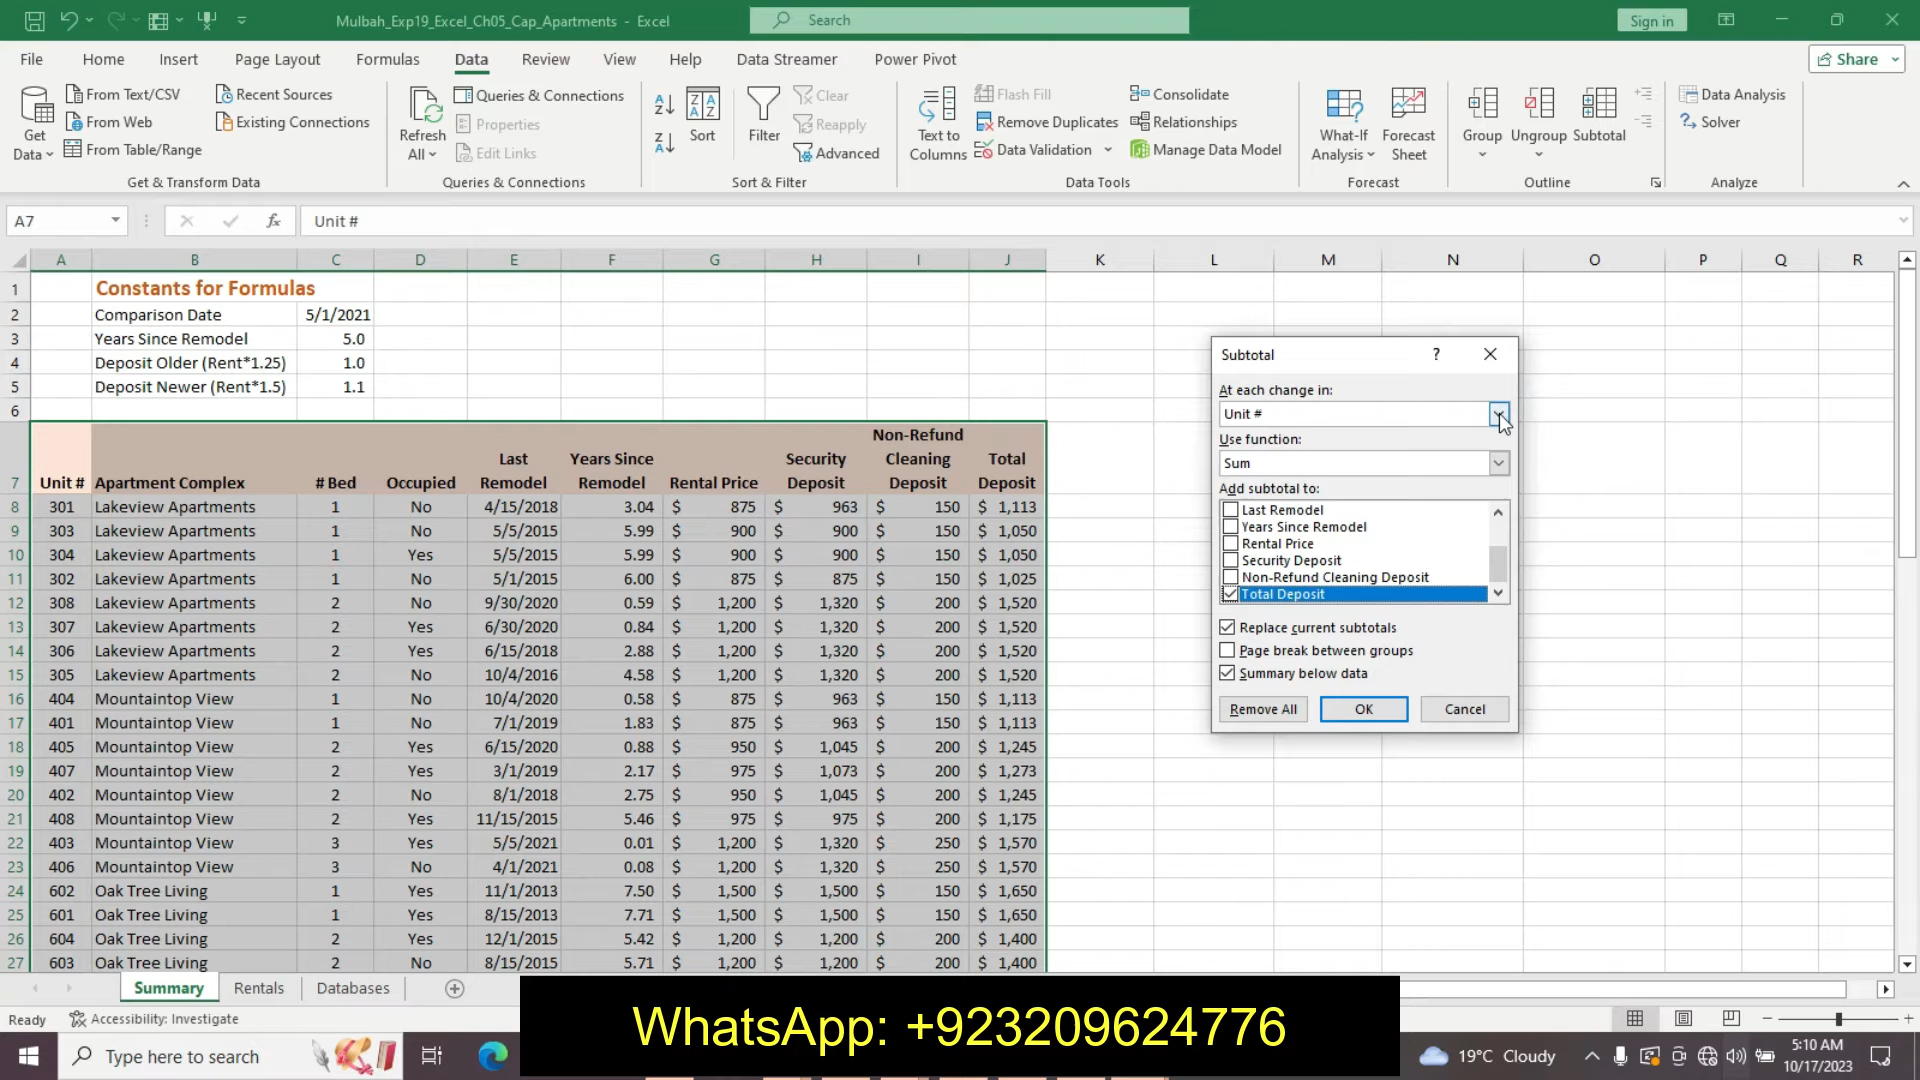 Mulbah_Exp19_Excel_Ch05_Cap_Apartments - Excel
Search
Sign in
File Home Insert Page Layout Formulas Data Review View Help Data Streamer Power Pivot
Share
Get Data
From Text/CSV
From Web
From Table/Range
Recent Sources
Existing Connections
Get & Transform Data
Refresh All
Queries & Connections
Properties
Edit Links
Queries & Connections
Sort
Filter
Clear
Reapply
Advanced
Sort & Filter
Text to Columns
Flash Fill
Remove Duplicates
Data Validation
Consolidate
Relationships
Manage Data Model
Data Tools
What-If Analysis
Forecast Sheet
Forecast
Group
Ungroup
Subtotal
Outline
Data Analysis
Solver
Analyze
A7
fx
Unit #
A B C D E F G H I J K L M N O P Q R
1 Constants for Formulas
2 Comparison Date 5/1/2021
3 Years Since Remodel 5.0
4 Deposit Older (Rent*1.25) 1.0
5 Deposit Newer (Rent*1.5) 1.1
6
7 Unit # Apartment Complex # Bed Occupied Last Remodel Years Since Remodel Rental Price Security Deposit Non-Refund Cleaning Deposit Total Deposit
8 301 Lakeview Apartments 1 No 4/15/2018 3.04 $ 875 $ 963 $ 150 $ 1,113
9 303 Lakeview Apartments 1 No 5/5/2015 5.99 $ 900 $ 900 $ 150 $ 1,050
10 304 Lakeview Apartments 1 Yes 5/5/2015 5.99 $ 900 $ 900 $ 150 $ 1,050
11 302 Lakeview Apartments 1 No 5/1/2015 6.00 $ 875 $ 875 $ 150 $ 1,025
12 308 Lakeview Apartments 2 No 9/30/2020 0.59 $ 1,200 $ 1,320 $ 200 $ 1,520
13 307 Lakeview Apartments 2 Yes 6/30/2020 0.84 $ 1,200 $ 1,320 $ 200 $ 1,520
14 306 Lakeview Apartments 2 Yes 6/15/2018 2.88 $ 1,200 $ 1,320 $ 200 $ 1,520
15 305 Lakeview Apartments 2 No 10/4/2016 4.58 $ 1,200 $ 1,320 $ 200 $ 1,520
16 404 Mountaintop View 1 No 10/4/2020 0.58 $ 875 $ 963 $ 150 $ 1,113
17 401 Mountaintop View 1 No 7/1/2019 1.83 $ 875 $ 963 $ 150 $ 1,113
18 405 Mountaintop View 2 Yes 6/15/2020 0.88 $ 950 $ 1,045 $ 200 $ 1,245
19 407 Mountaintop View 2 Yes 3/1/2019 2.17 $ 975 $ 1,073 $ 200 $ 1,273
20 402 Mountaintop View 2 No 8/1/2018 2.75 $ 950 $ 1,045 $ 200 $ 1,245
21 408 Mountaintop View 2 Yes 11/15/2015 5.46 $ 975 $ 975 $ 200 $ 1,175
22 403 Mountaintop View 3 Yes 5/5/2021 0.01 $ 1,200 $ 1,320 $ 250 $ 1,570
23 406 Mountaintop View 3 No 4/1/2021 0.08 $ 1,200 $ 1,320 $ 250 $ 1,570
24 602 Oak Tree Living 1 Yes 11/1/2013 7.50 $ 1,500 $ 1,500 $ 150 $ 1,650
25 601 Oak Tree Living 1 Yes 8/15/2013 7.71 $ 1,500 $ 1,500 $ 150 $ 1,650
26 604 Oak Tree Living 2 Yes 12/1/2015 5.42 $ 1,200 $ 1,200 $ 200 $ 1,400
27 603 Oak Tree Living 2 No 8/15/2015 5.71 $ 1,200 $ 1,200 $ 200 $ 1,400
Subtotal ?
At each change in:
Unit #
Use function:
Sum
Add subtotal to:
Last Remodel
Years Since Remodel
Rental Price
Security Deposit
Non-Refund Cleaning Deposit
Total Deposit
Replace current subtotals
Page break between groups
Summary below data
Remove All OK Cancel
Summary Rentals Databases
Ready Accessibility: Investigate
WhatsApp: +923209624776
Type here to search
19°C Cloudy
5:10 AM
10/17/2023